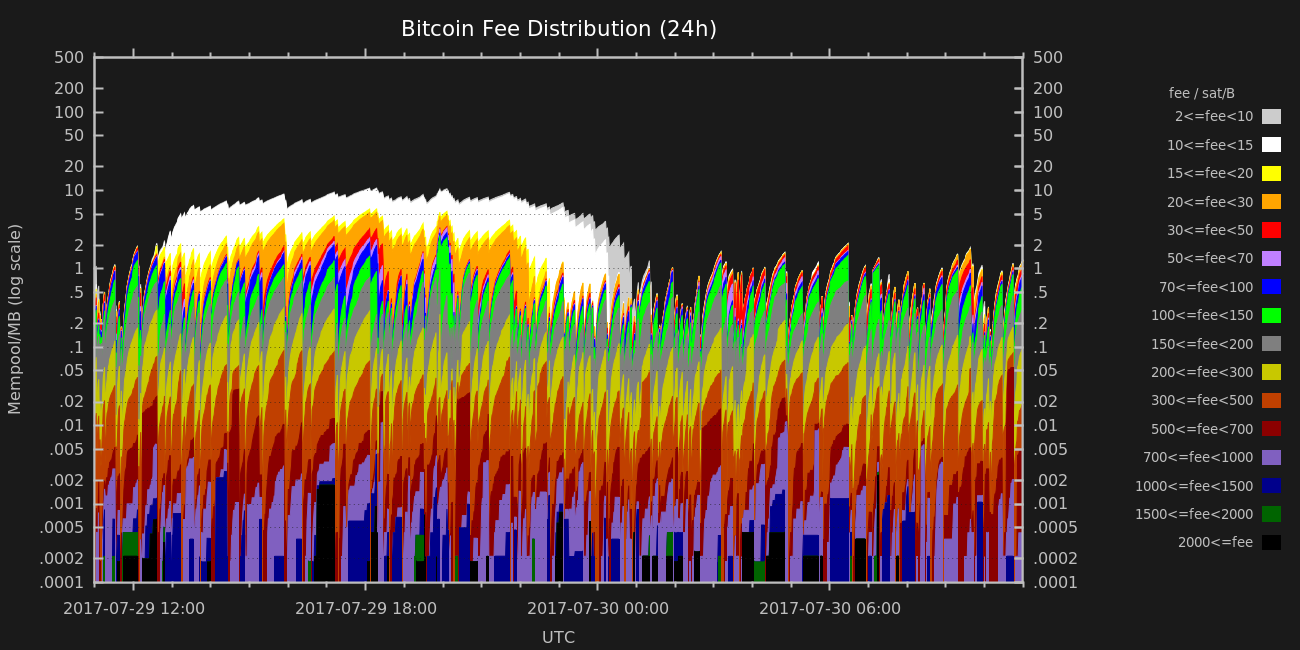 Bitcoin Fee Distribution (24h)
500 500
200 200
100 100
50 50
20 20
10 10
5 5
2 2
1 1
.5 .5
.2 .2
.1 .1
.05 .05
.02 .02
.01 .01
.005 .005
.002 .002
.001 .001
.0005 .0005
.0002 .0002
.0001 .0001
Mempool/MB (log scale)
2017-07-29 12:00 2017-07-29 18:00 2017-07-30 00:00 2017-07-30 06:00
UTC
fee / sat/B
2<=fee<10
10<=fee<15
15<=fee<20
20<=fee<30
30<=fee<50
50<=fee<70
70<=fee<100
100<=fee<150
150<=fee<200
200<=fee<300
300<=fee<500
500<=fee<700
700<=fee<1000
1000<=fee<1500
1500<=fee<2000
2000<=fee